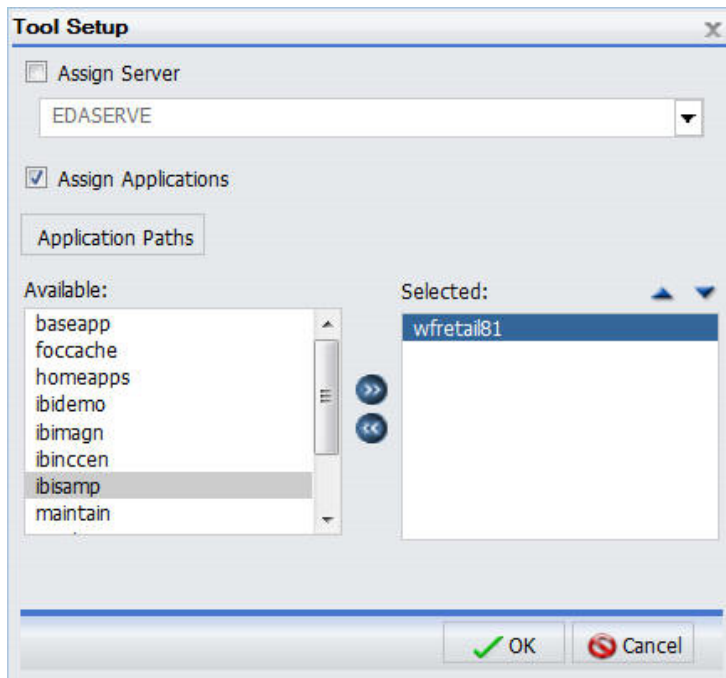 Tool Setup
Assign Server
EDASERVE
Assign Applications
Application Paths
Available:
baseapp
foccache
homeapps
ibidemo
ibimagn
ibinccen
ibisamp
maintain
Selected:
wfretail81
OK
Cancel